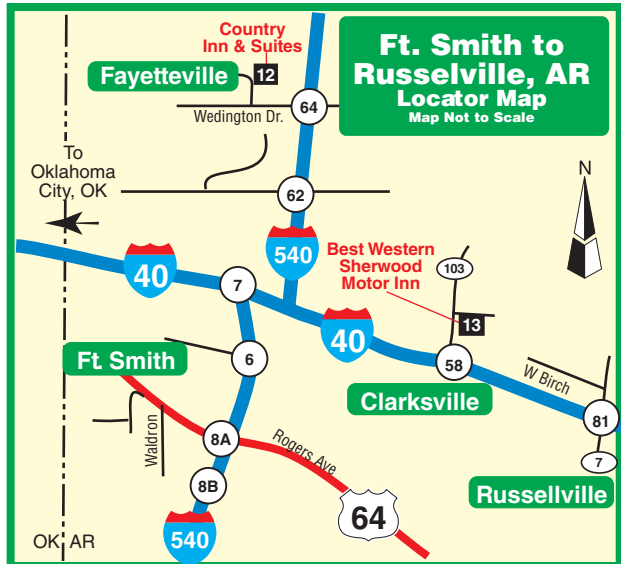 Country
Inn & Suites
Ft. Smith to
Russelville, AR
Locator Map
Map Not to Scale
Fayetteville
12
64
Wedington Dr.
To
Oklahoma
City, OK
N
62
540
Best Western
Sherwood
Motor Inn
103
40
7
13
40
Ft. Smith
6
58
W Birch
Clarksville
81
Waldron
8A
Rogers Ave
7
8B
Russellville
64
540
OK
AR